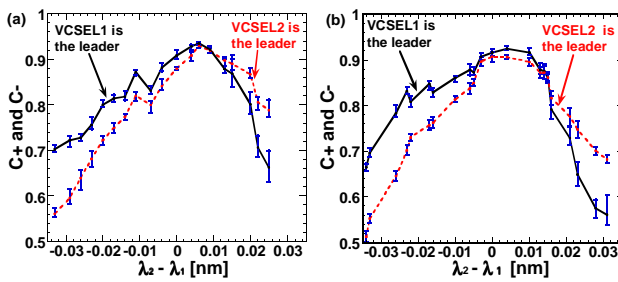 (a)
VCSEL1 is
the leader
VCSEL2 is
the leader
C+ and C-
1
0.9
0.8
0.7
0.6
0.5
-0.03 -0.02 -0.01 0 0.01 0.02 0.03
λ₂ - λ₁ [nm]
(b)
VCSEL1 is
the leader
VCSEL2 is
the leader
C+ and C-
1
0.9
0.8
0.7
0.6
0.5
-0.03 -0.02 -0.01 0 0.01 0.02 0.03
λ₂ - λ₁ [nm]